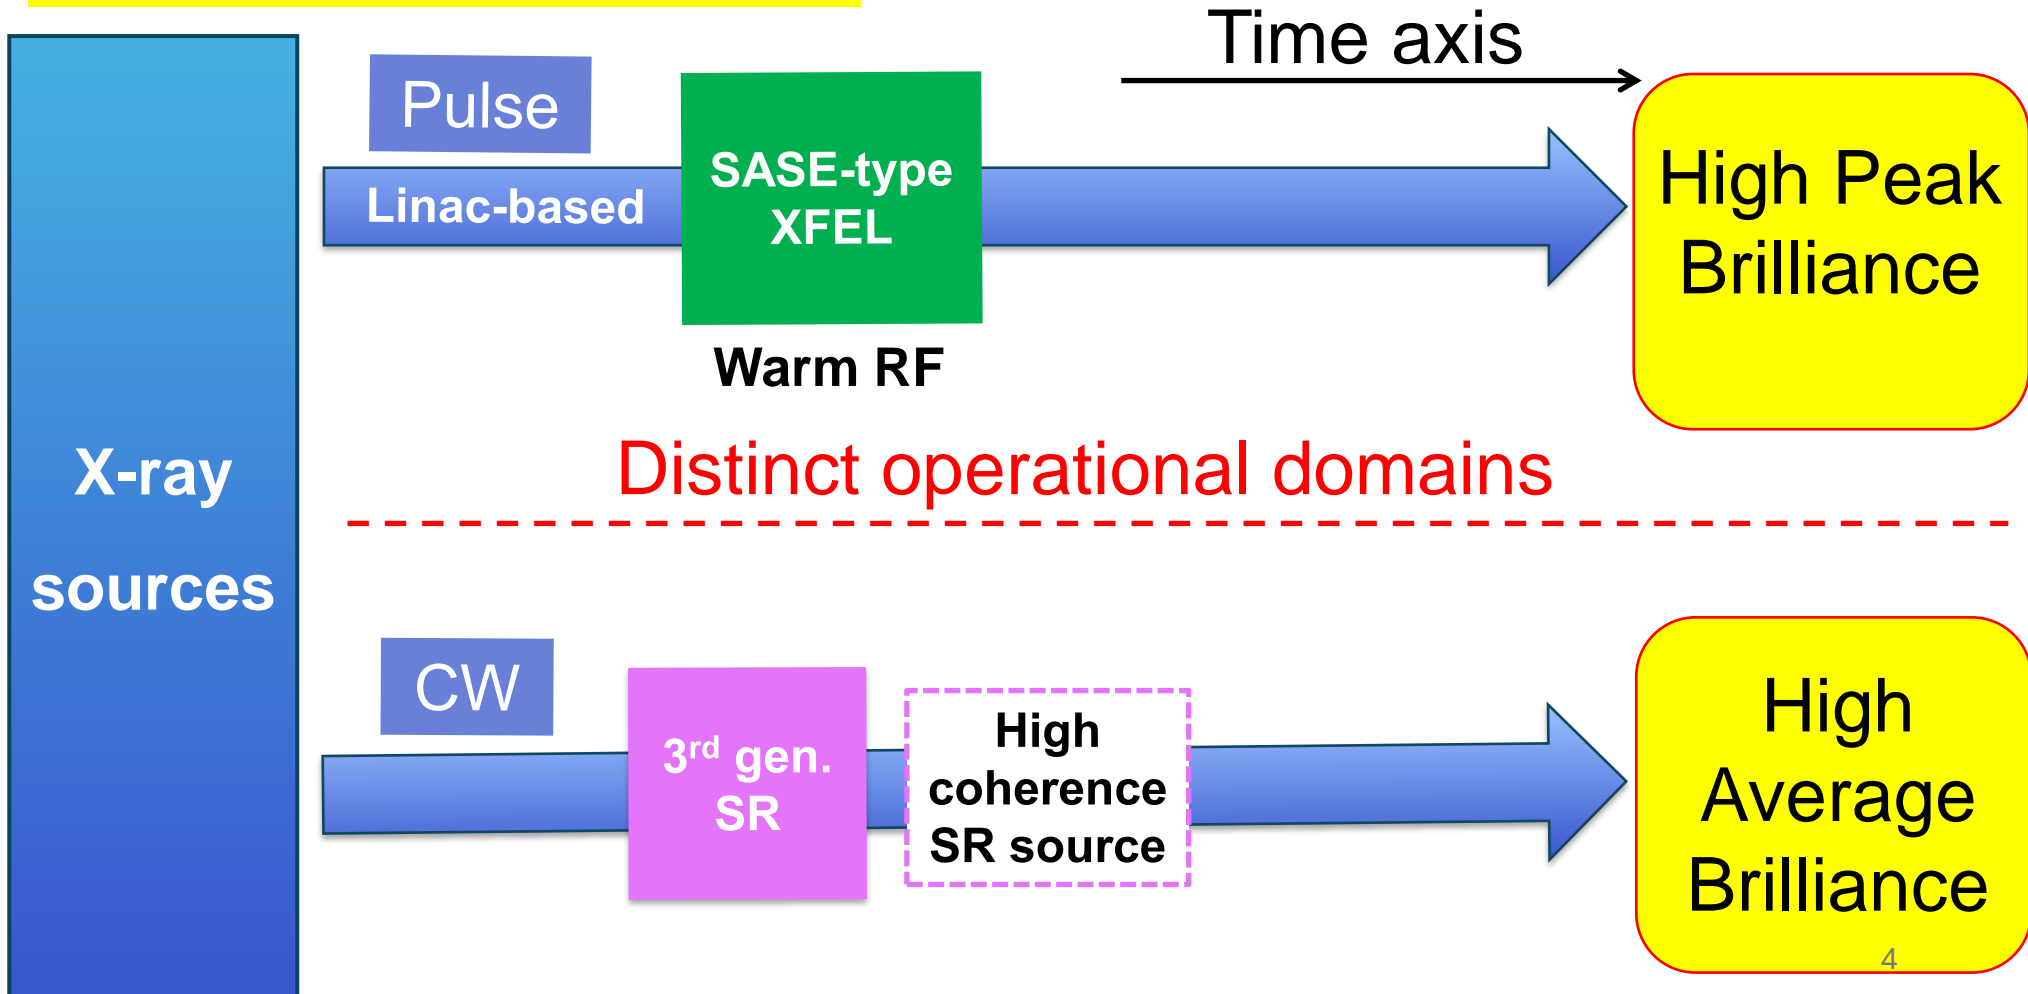 Time axis
Pulse
Linac-based
SASE-type
XFEL
Warm RF
High Peak
Brilliance
X-ray
sources
Distinct operational domains
CW
3rd gen.
SR
High
coherence
SR source
High
Average
Brilliance
4